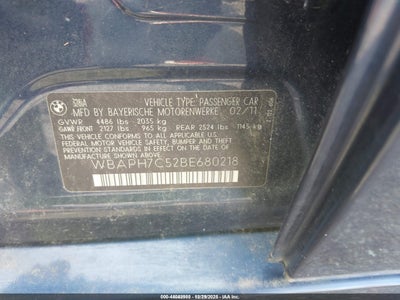 BMW
328iA
VEHICLE TYPE: PASSENGER CAR
MFD BY BAYERISCHE MOTORENWERKE 02/11
GVWR 4486 lbs 2035 kg
GAWR FRONT 2127 lbs 965 kg REAR 2524 lbs 1145 kg
THIS VEHICLE CONFORMS TO ALL APPLICABLE
FEDERAL MOTOR VEHICLE SAFETY, BUMPER, AND
THEFT PREVENTION STANDARDS IN EFFECT ON
THE DATE OF MANUFACTURE SHOWN ABOVE.
WBAPH7C52BE680218